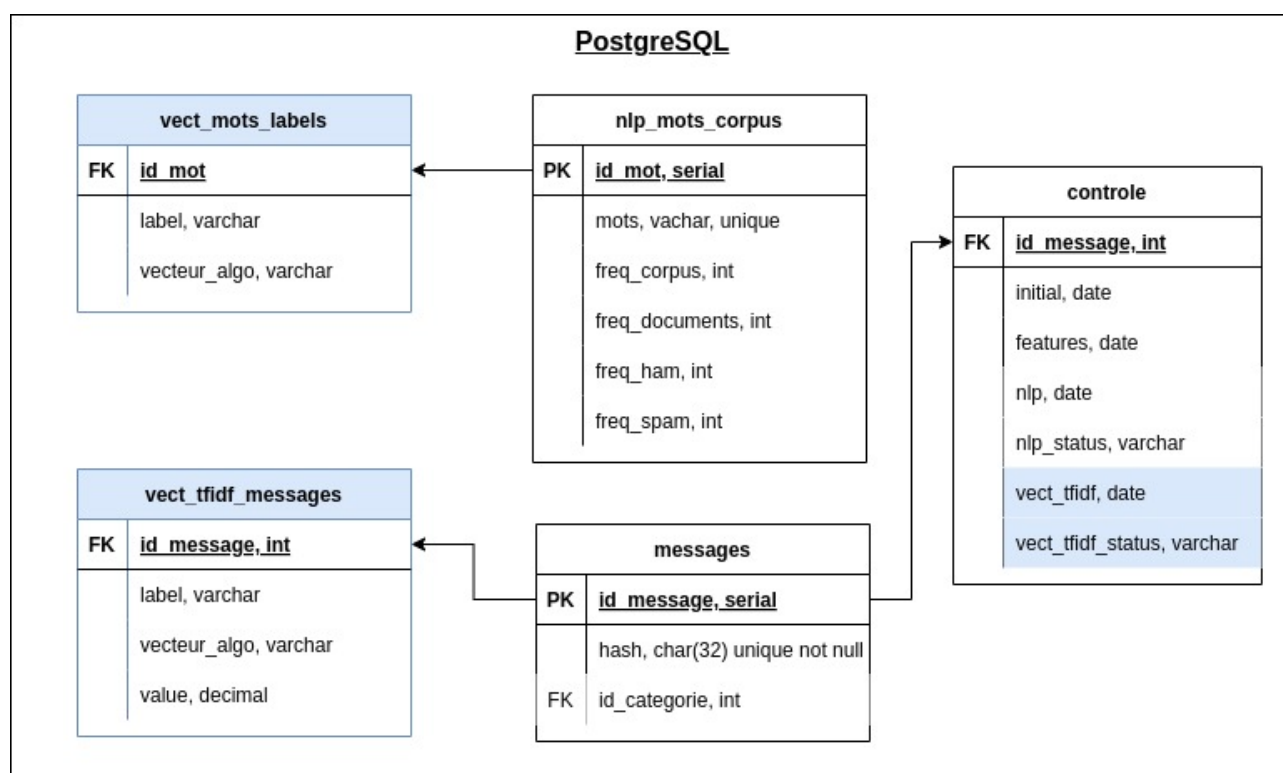 PostgreSQL
vect_mots_labels
FK id_mot
label, varchar
vecteur_algo, varchar
nlp_mots_corpus
PK id_mot, serial
mots, vachar, unique
freq_corpus, int
freq_documents, int
freq_ham, int
freq_spam, int
controle
FK id_message, int
initial, date
features, date
nlp, date
nlp_status, varchar
vect_tfidf, date
vect_tfidf_status, varchar
vect_tfidf_messages
FK id_message, int
label, varchar
vecteur_algo, varchar
value, decimal
messages
PK id_message, serial
hash, char(32) unique not null
FK id_categorie, int